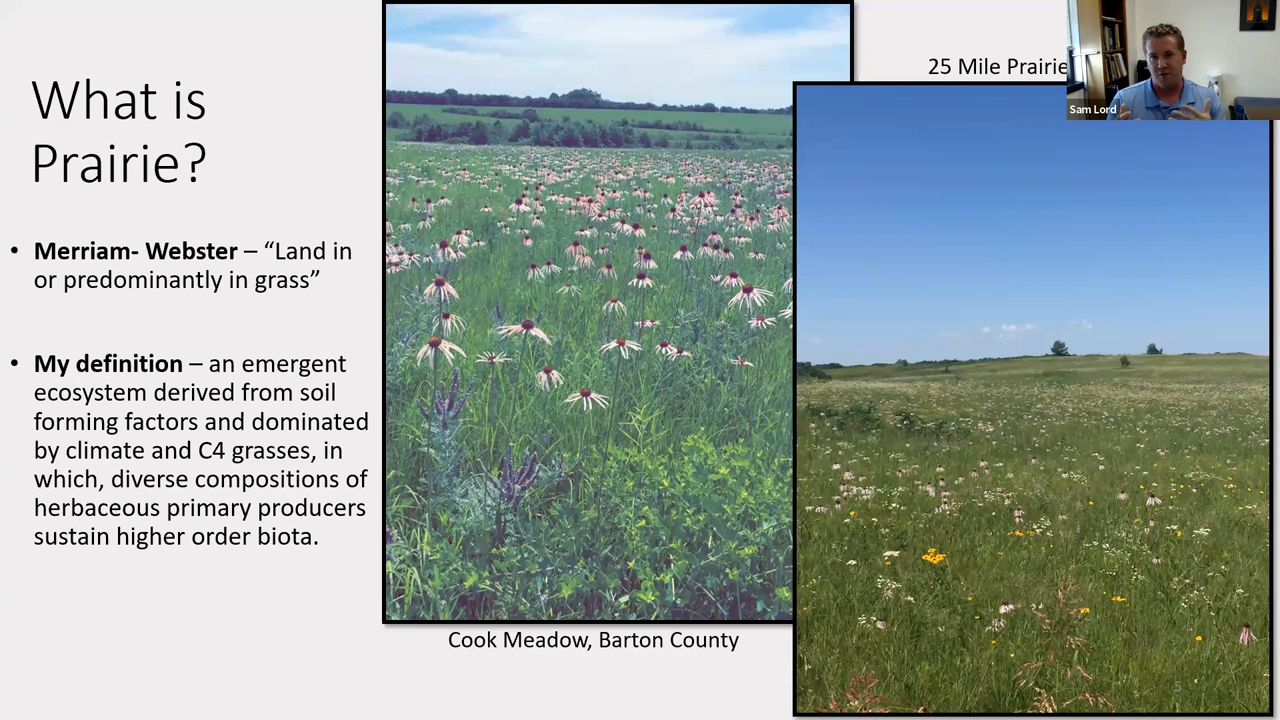 What is
Prairie?
• Merriam- Webster – “Land in
or predominantly in grass”
• My definition – an emergent
ecosystem derived from soil
forming factors and dominated
by climate and C4 grasses, in
which, diverse compositions of
herbaceous primary producers
sustain higher order biota.
Cook Meadow, Barton County
25 Mile Prairie
Sam Lord
5